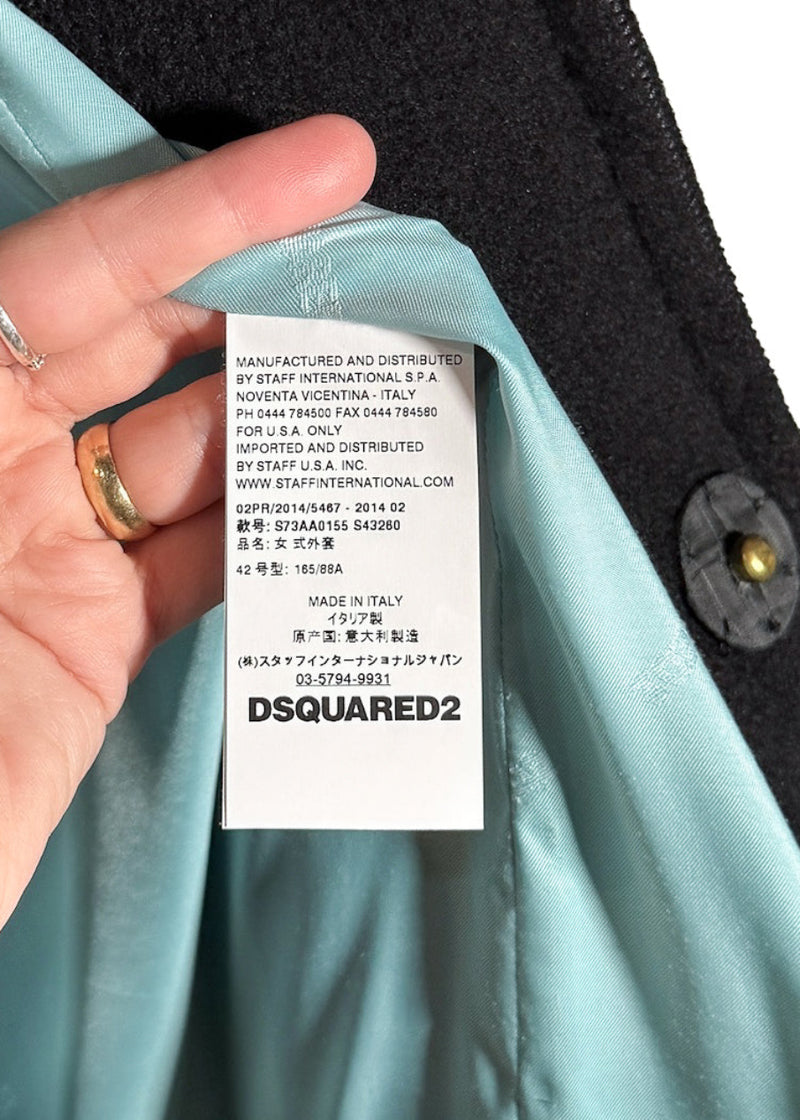 MANUFACTURED AND DISTRIBUTED
BY STAFF INTERNATIONAL S.P.A.
NOVENTA VICENTINA - ITALY
PH 0444 784500 FAX 0444 784580
FOR U.S.A. ONLY
IMPORTED AND DISTRIBUTED
BY STAFF U.S.A. INC.
WWW.STAFFINTERNATIONAL.COM
02PR/2014/5467 - 2014 02
款号: S73AA0155 S43260
品名: 女 式外套
42 号型: 165/88A
MADE IN ITALY
イタリア製
原产国: 意大利製造
(株)スタッフインターナショナルジャパン
03-5794-9931
DSQUARED2